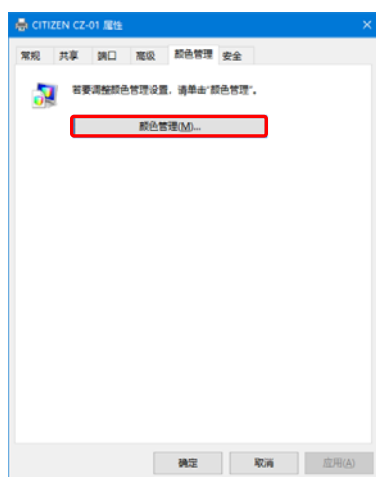 CITIZEN CZ-01 属性
常规 共享 端口 高级 颜色管理 安全
若要调整颜色管理设置，请单击“颜色管理”。
颜色管理(M)...
确定 取消 应用(A)